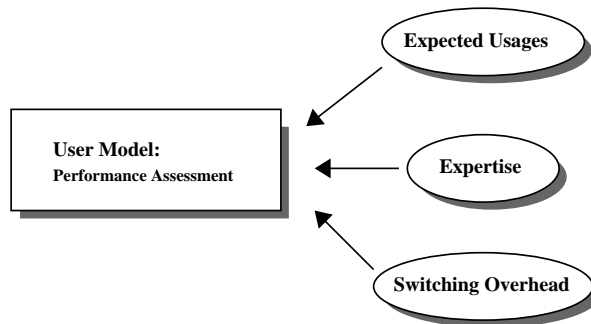 Expected Usages
User Model:
Performance Assessment
Expertise
Switching Overhead